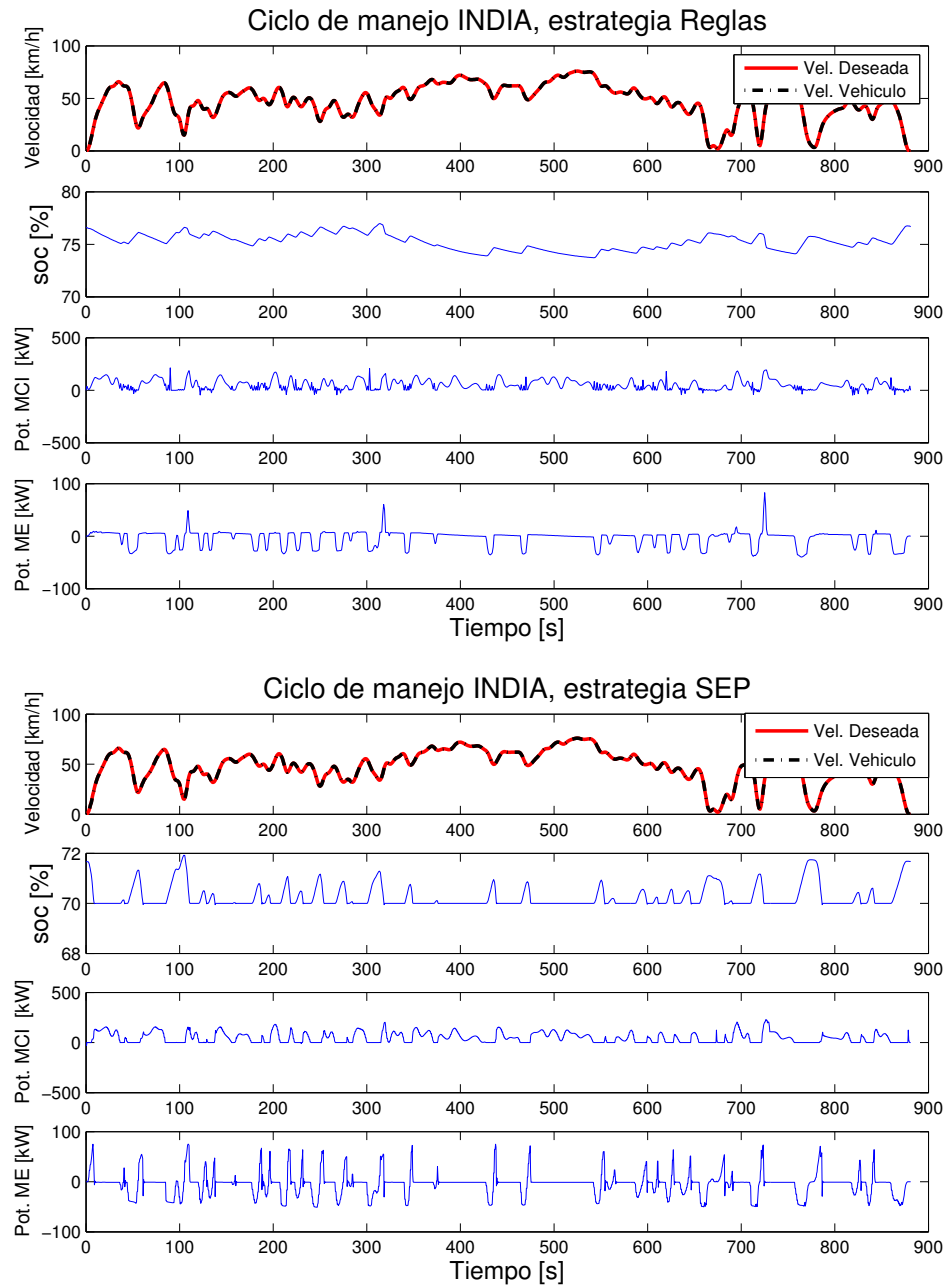 Ciclo de manejo INDIA, estrategia Reglas
Velocidad [km/h]
100
50
0
Vel. Deseada
Vel. Vehiculo
0 100 200 300 400 500 600 700 800 900
soc [%]
80
75
70
0 100 200 300 400 500 600 700 800 900
Pot. MCI [kW]
500
0
−500
0 100 200 300 400 500 600 700 800 900
Pot. ME [kW]
100
0
−100
0 100 200 300 400 500 600 700 800 900
Tiempo [s]
Ciclo de manejo INDIA, estrategia SEP
Velocidad [km/h]
100
50
0
Vel. Deseada
Vel. Vehiculo
0 100 200 300 400 500 600 700 800 900
soc [%]
72
70
68
0 100 200 300 400 500 600 700 800 900
Pot. MCI [kW]
500
0
−500
0 100 200 300 400 500 600 700 800 900
Pot. ME [kW]
100
0
−100
0 100 200 300 400 500 600 700 800 900
Tiempo [s]